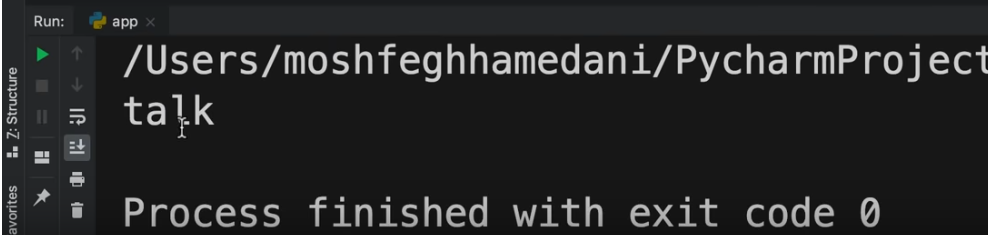 Run: app
/Users/moshfeghhamedani/PycharmProject
talk
Process finished with exit code 0
Z: Structure
avorites